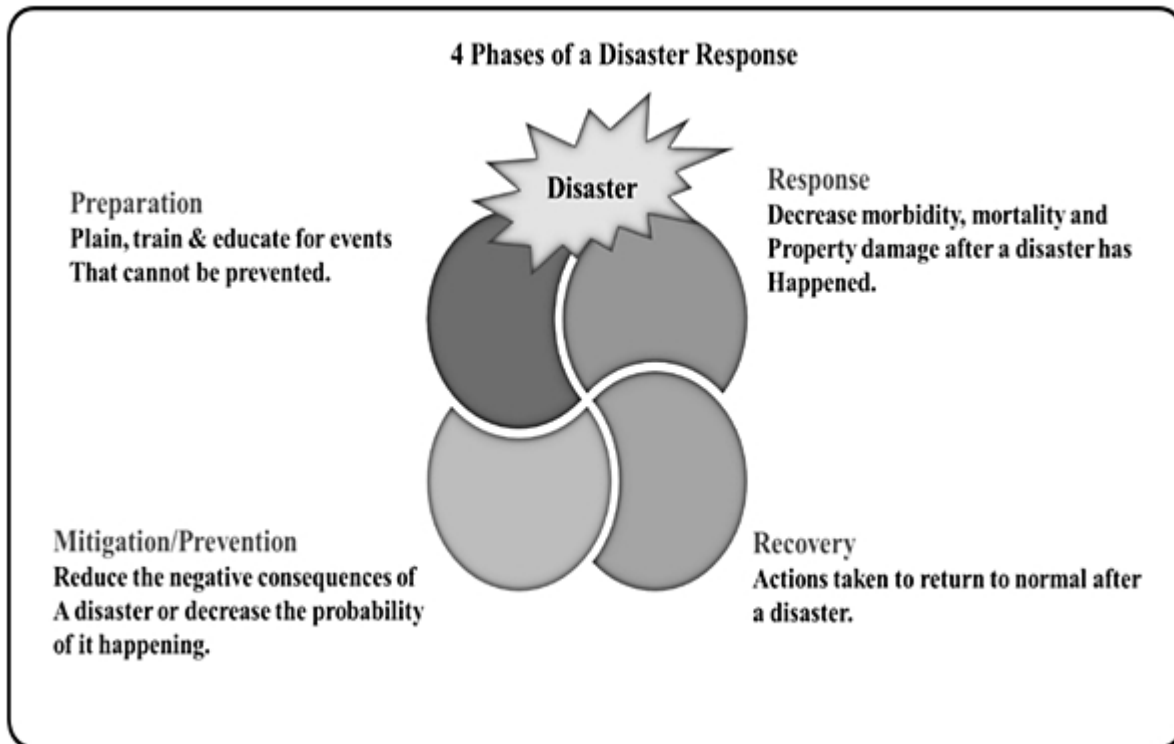 4 Phases of a Disaster Response
Disaster
Preparation
Plain, train & educate for events
That cannot be prevented.
Response
Decrease morbidity, mortality and
Property damage after a disaster has
Happened.
Mitigation/Prevention
Reduce the negative consequences of
A disaster or decrease the probability
of it happening.
Recovery
Actions taken to return to normal after
a disaster.